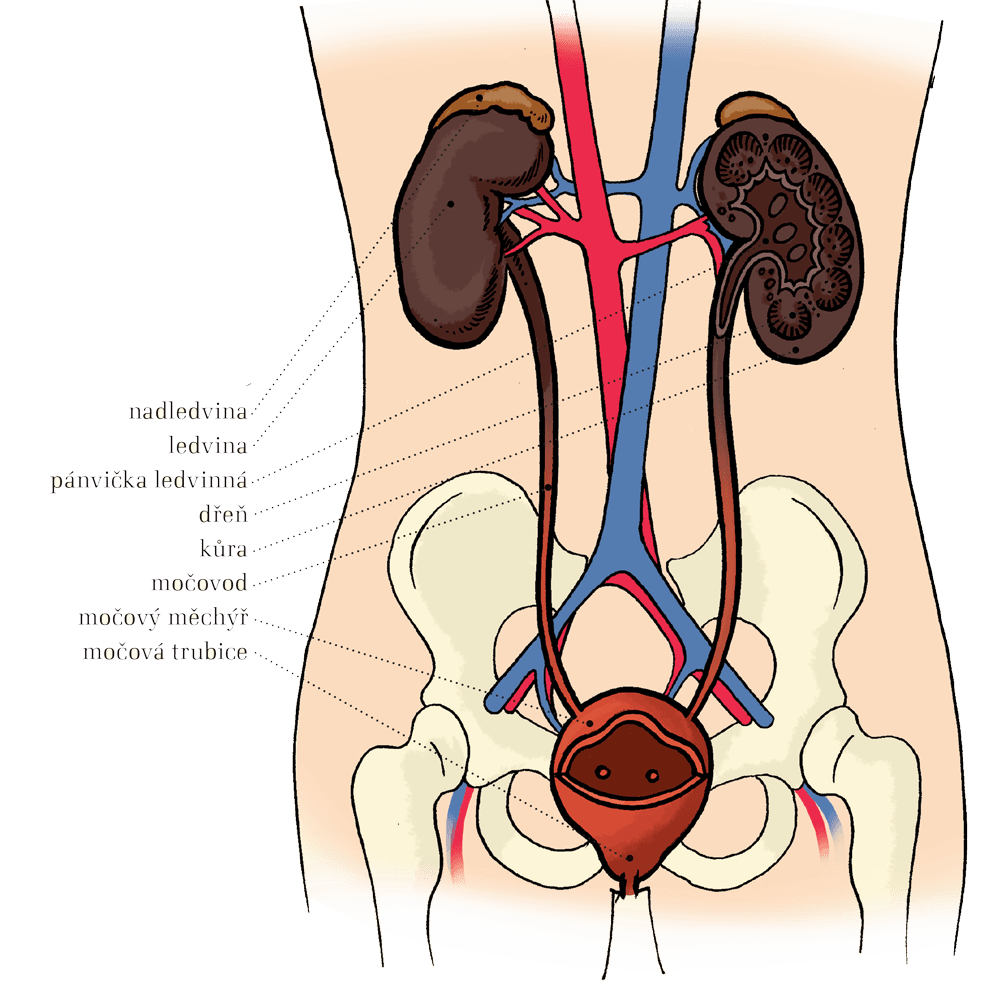 nadledvina
ledvina
pánvička ledvinná
dřeň
kůra
močovod
močový měchýř
močová trubice